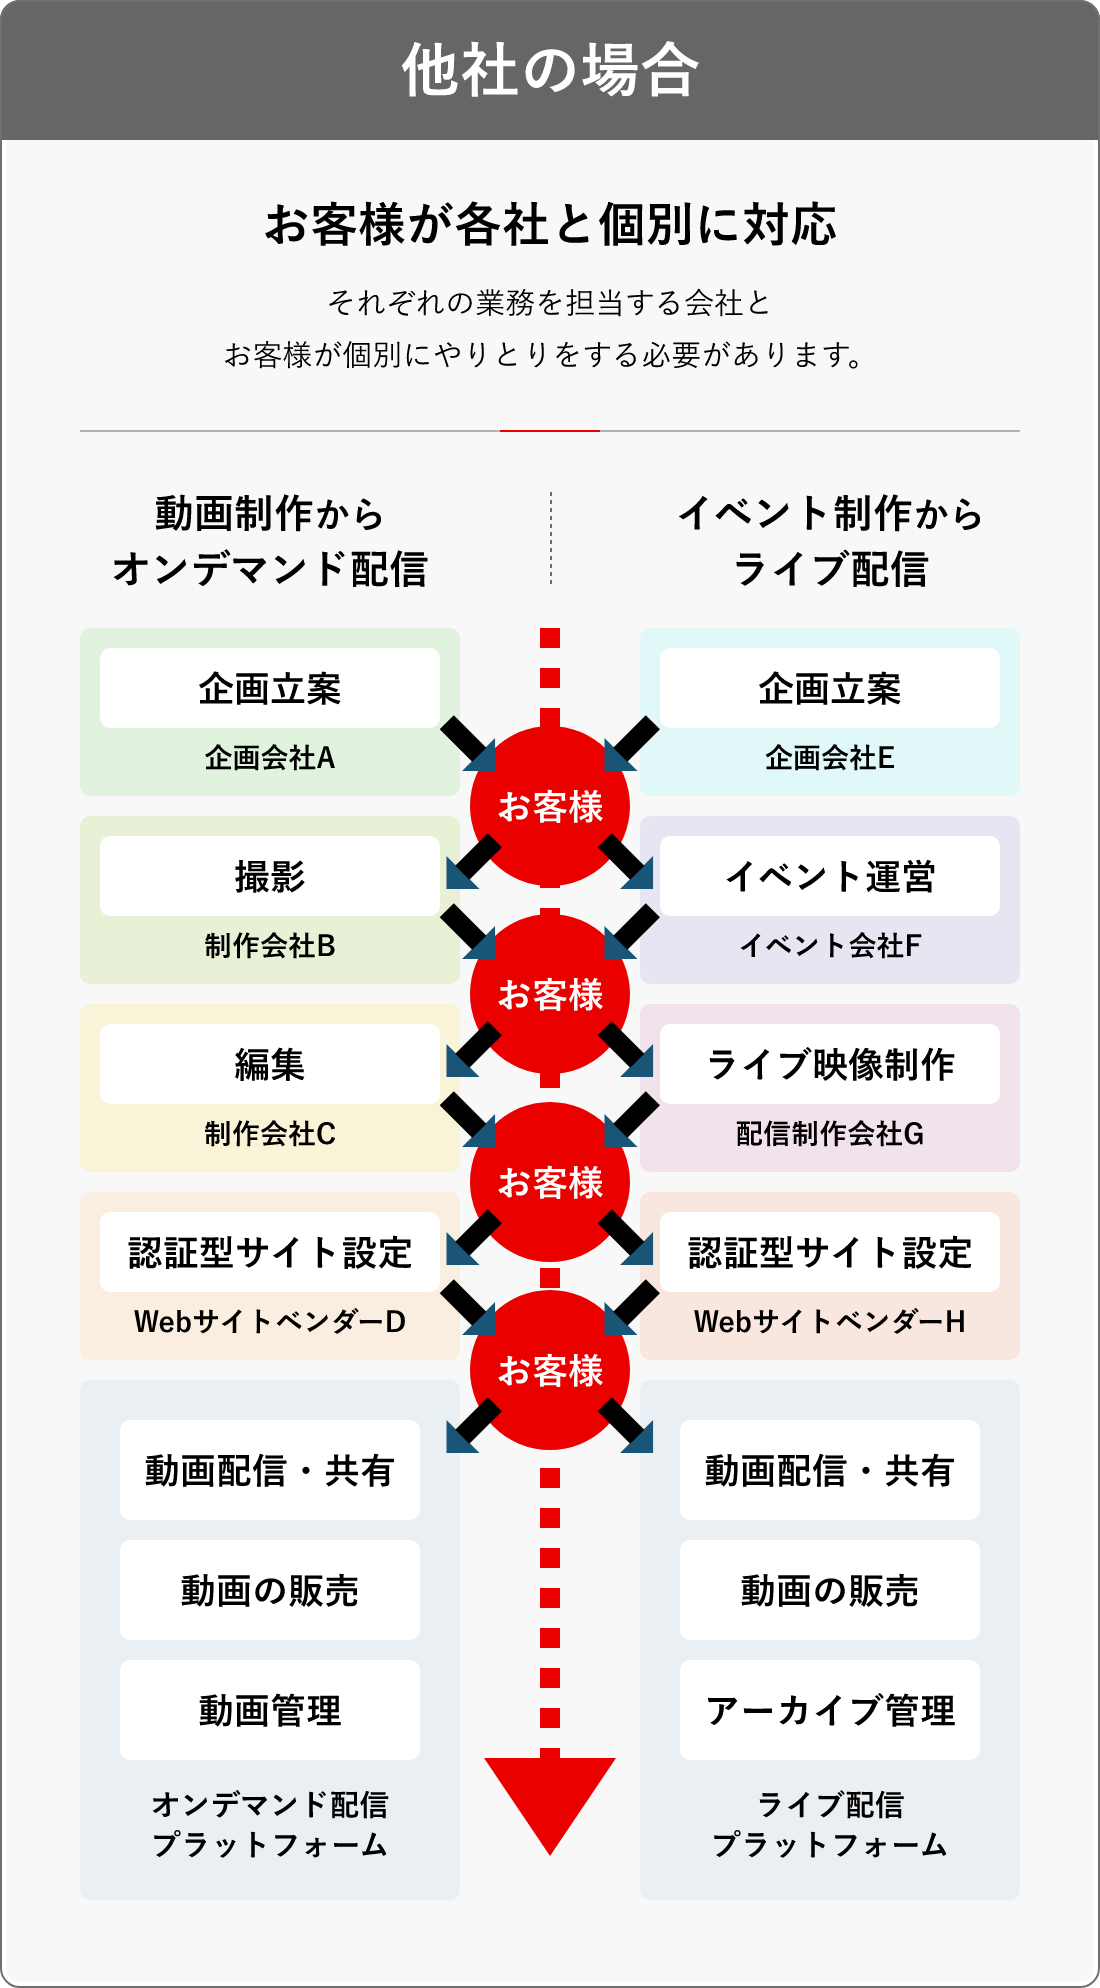 他社の場合
お客様が各社と個別に対応
それぞれの業務を担当する会社と
お客様が個別にやりとりをする必要があります。
動画制作から
オンデマンド配信
イベント制作から
ライブ配信
企画立案
企画会社A
企画立案
企画会社E
お客様
撮影
制作会社B
イベント運営
イベント会社F
お客様
編集
制作会社C
ライブ映像制作
配信制作会社G
お客様
認証型サイト設定
WebサイトベンダーD
認証型サイト設定
WebサイトベンダーH
お客様
動画配信・共有
動画の販売
動画管理
オンデマンド配信
プラットフォーム
動画配信・共有
動画の販売
アーカイブ管理
ライブ配信
プラットフォーム